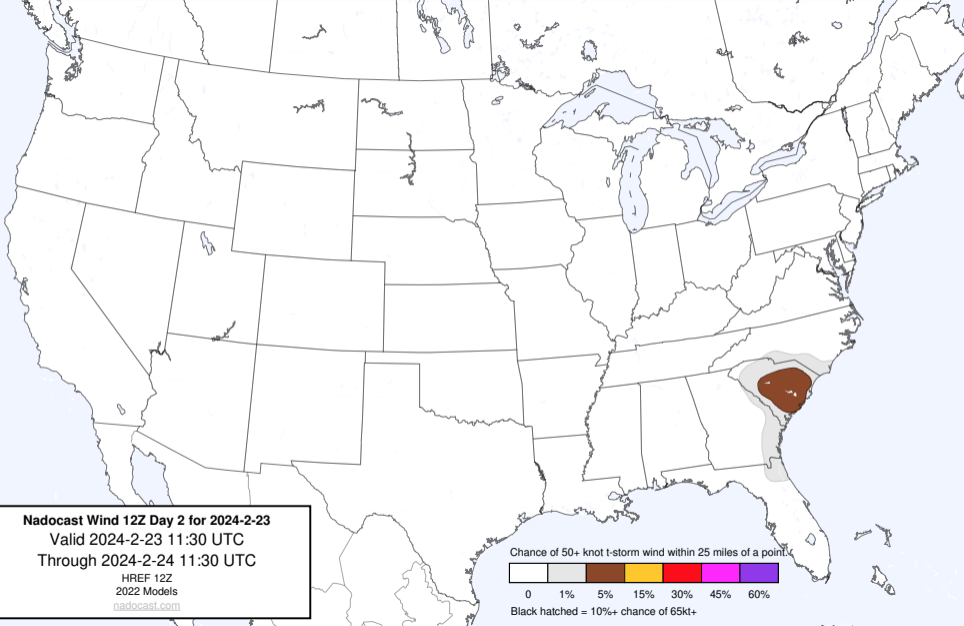 Nadocast Wind 12Z Day 2 for 2024-2-23
Valid 2024-2-23 11:30 UTC
Through 2024-2-24 11:30 UTC
HREF 12Z
2022 Models
nadocast.com
Chance of 50+ knot t-storm wind within 25 miles of a point.
0 1% 5% 15% 30% 45% 60%
Black hatched = 10%+ chance of 65kt+